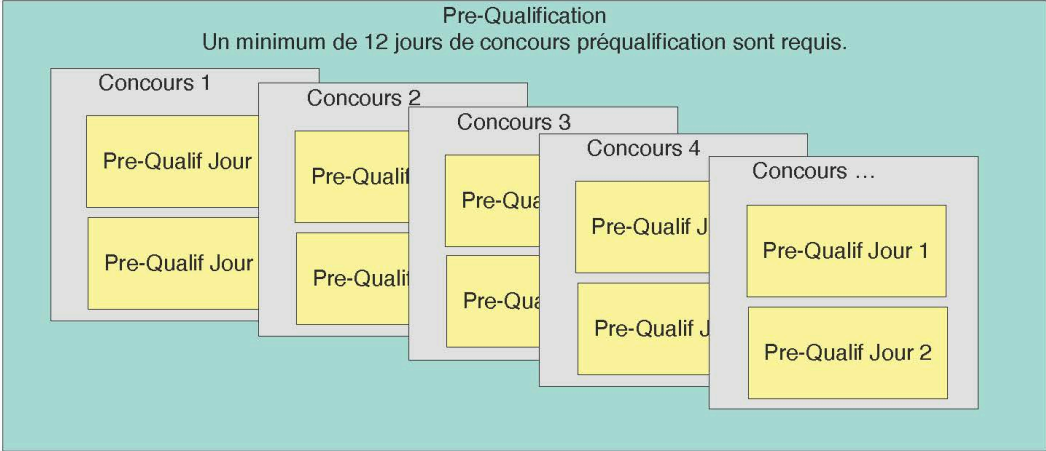 Pre-Qualification
Un minimum de 12 jours de concours préqualification sont requis.
Concours 1
Pre-Qualif Jour
Pre-Qualif Jour
Concours 2
Pre-Qualif
Pre-Qualif
Concours 3
Pre-Qua
Pre-Qua
Concours 4
Pre-Qualif J
Pre-Qualif J
Concours ...
Pre-Qualif Jour 1
Pre-Qualif Jour 2